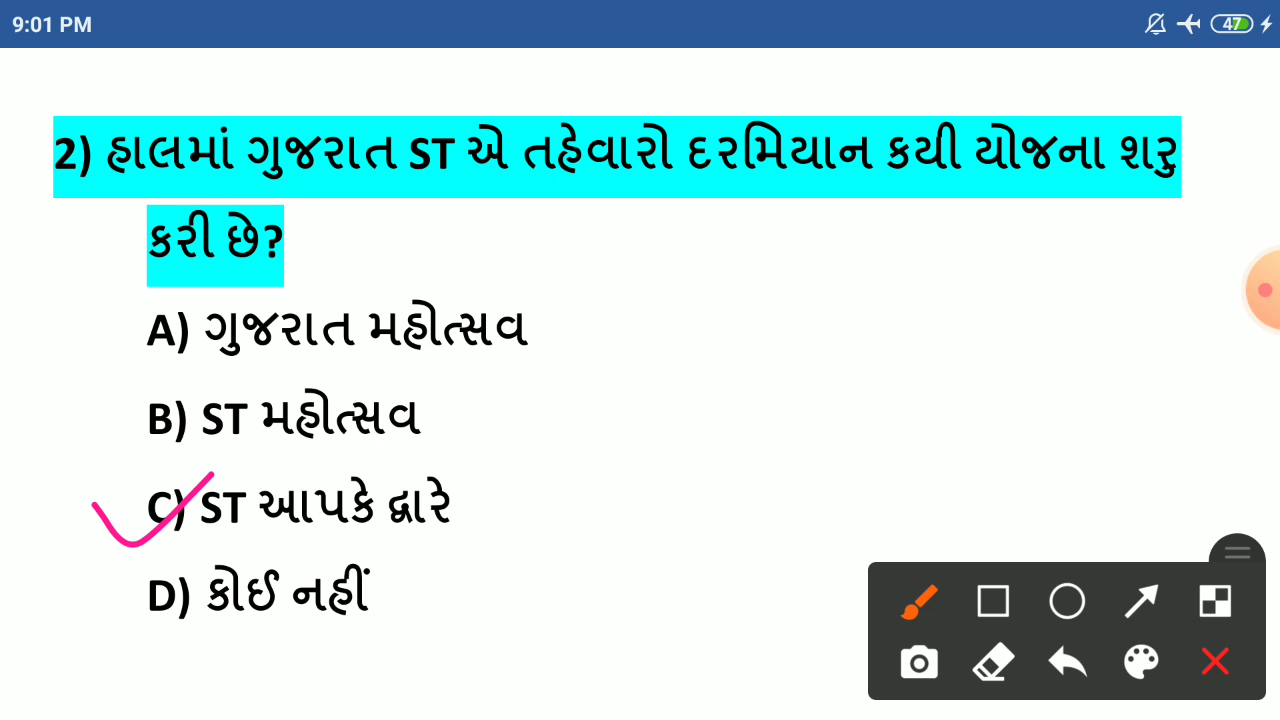 9:01 PM
47
2) હાલમાં ગુજરાત ST એ તહેવારો દરમિયાન કયી યોજના શરુ
કરી છે?
A) ગુજરાત મહોત્સવ
B) ST મહોત્સવ
C) ST આપકે દ્વારે
D) કોઈ નહીં